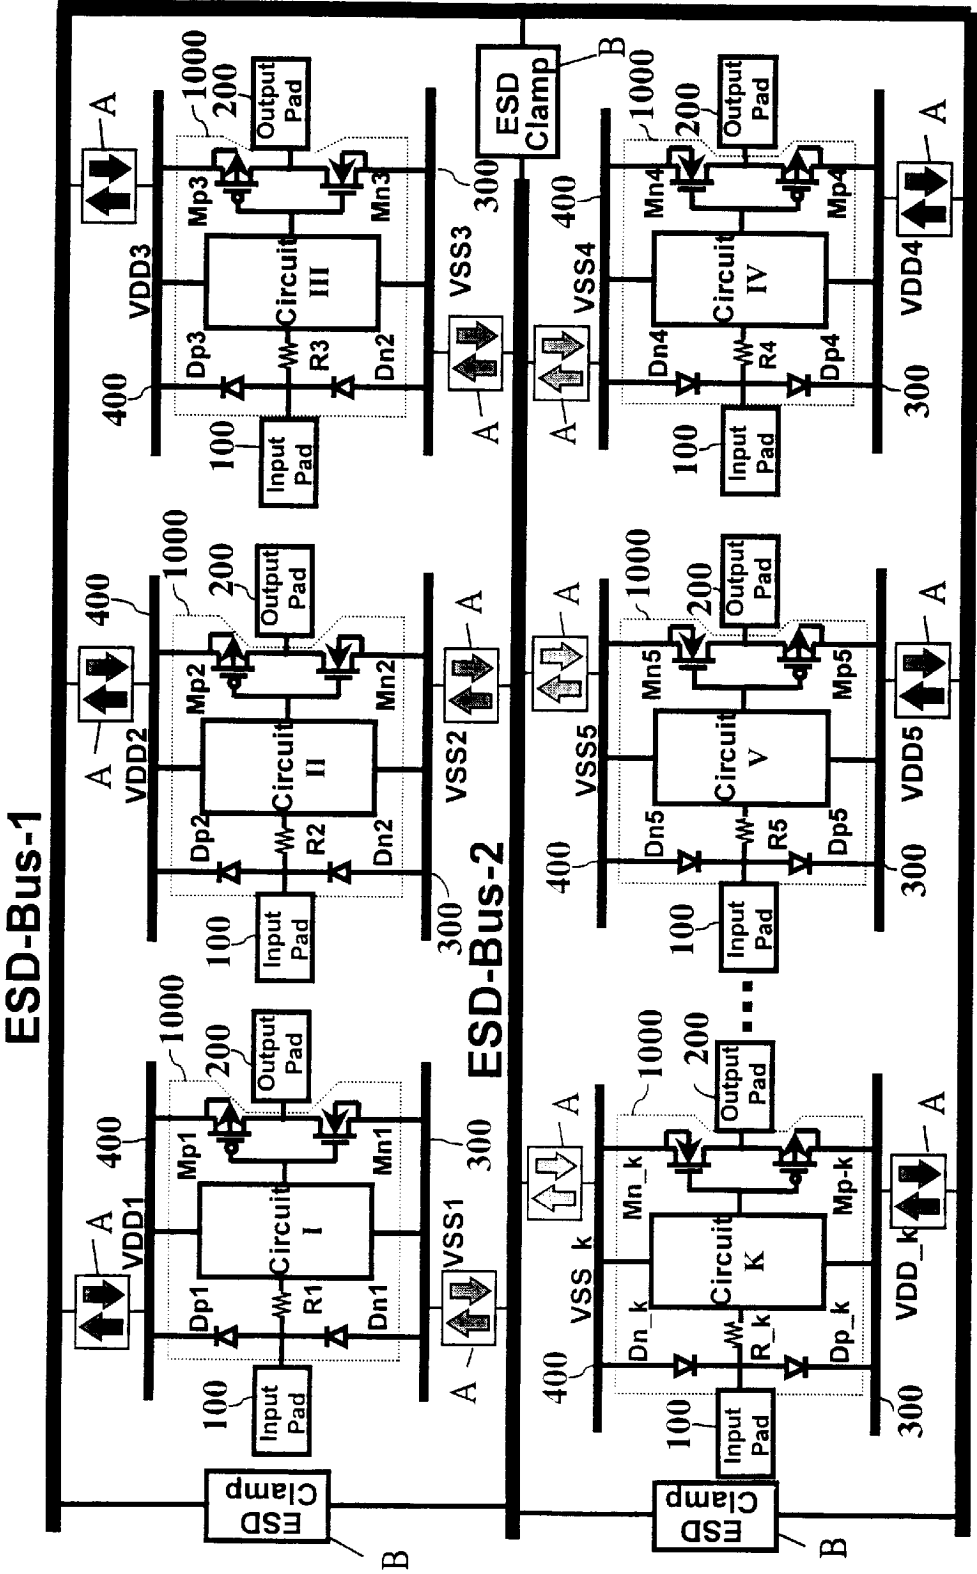 ESD-Bus-1
A
VDD1
400
1000
Mp1
200
Output
Pad
Dp1
Circuit
I
R1
100
Input
Pad
Dn1
Mn1
300
VSS1
A
A
VDD2
400
1000
Mp2
200
Output
Pad
Dp2
Circuit
II
R2
100
Input
Pad
Dn2
Mn2
300
VSS2
A
A
VDD3
400
1000
Mp3
200
Output
Pad
Dp3
Circuit
III
R3
100
Input
Pad
Dn2
Mn3
300
VSS3
A
ESD
Clamp
B
ESD-Bus-2
ESD
Clamp
B
A
VSS_k
400
1000
Mn_k
200
Output
Pad
Dn_k
Circuit
K
R_k
100
Input
Pad
Dp_k
Mp-k
300
VDD_k
A
A
VSS5
400
1000
Mn5
200
Output
Pad
Dn5
Circuit
V
R5
100
Input
Pad
Dp5
Mp5
300
VDD5
A
A
VSS4
400
1000
Mn4
200
Output
Pad
Dn4
Circuit
IV
R4
100
Input
Pad
Dp4
Mp4
300
VDD4
A
ESD
Clamp
B